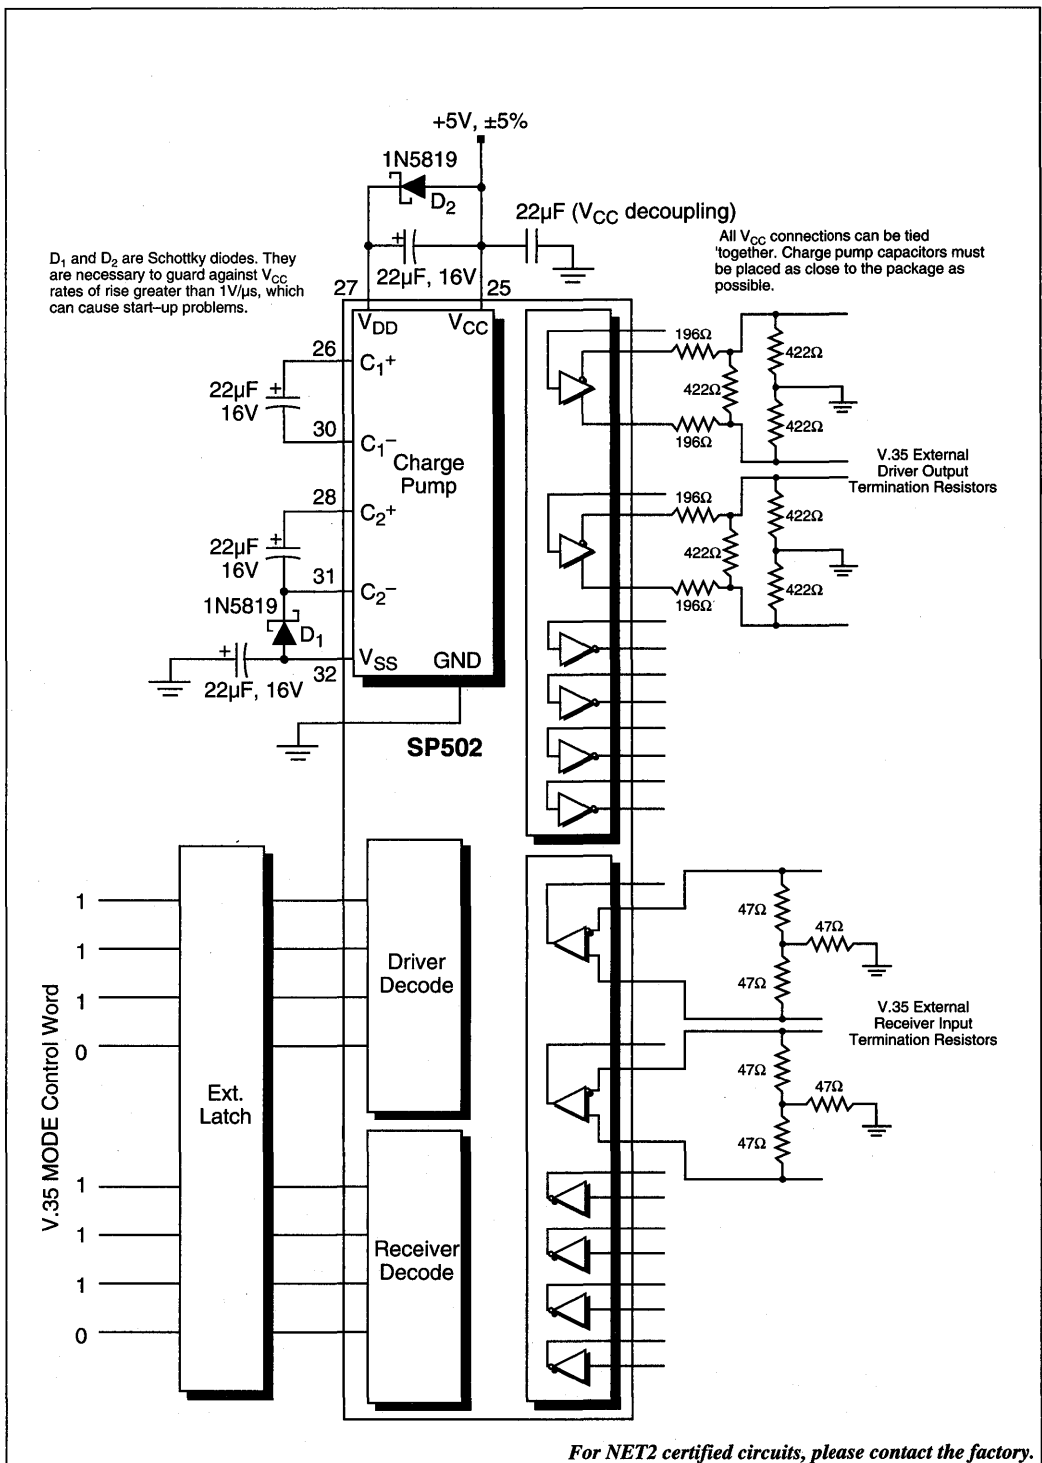 +5V, ±5%
1N5819
D2
22µF (VCC decoupling)
D1 and D2 are Schottky diodes. They
are necessary to guard against VCC
rates of rise greater than 1V/µs, which
can cause start–up problems.
All VCC connections can be tied
'together. Charge pump capacitors must
be placed as close to the package as
possible.
+
22µF, 16V
27
25
VDD
VCC
26
C1+
22µF
16V
+
30
C1−
Charge
Pump
28
C2+
22µF
16V
+
31
C2−
1N5819
D1
+
22µF, 16V
32
VSS
GND
SP502
196Ω
422Ω
196Ω
422Ω
422Ω
V.35 External
Driver Output
Termination Resistors
196Ω
422Ω
196Ω
422Ω
422Ω
V.35 MODE Control Word
1
1
1
0
1
1
1
0
Ext.
Latch
Driver
Decode
Receiver
Decode
47Ω
47Ω
47Ω
V.35 External
Receiver Input
Termination Resistors
47Ω
47Ω
47Ω
For NET2 certified circuits, please contact the factory.